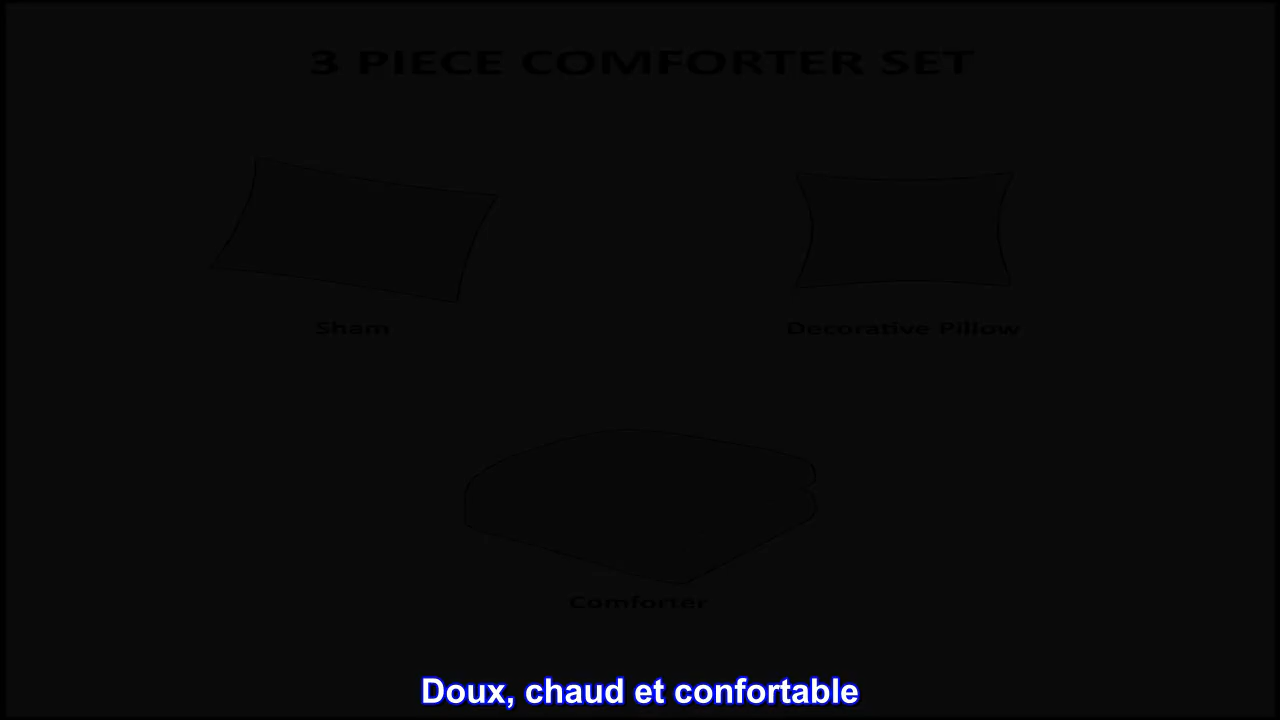 3 PIECE COMFORTER SET
Sham
Decorative Pillow
Comforter
Doux, chaud et confortable